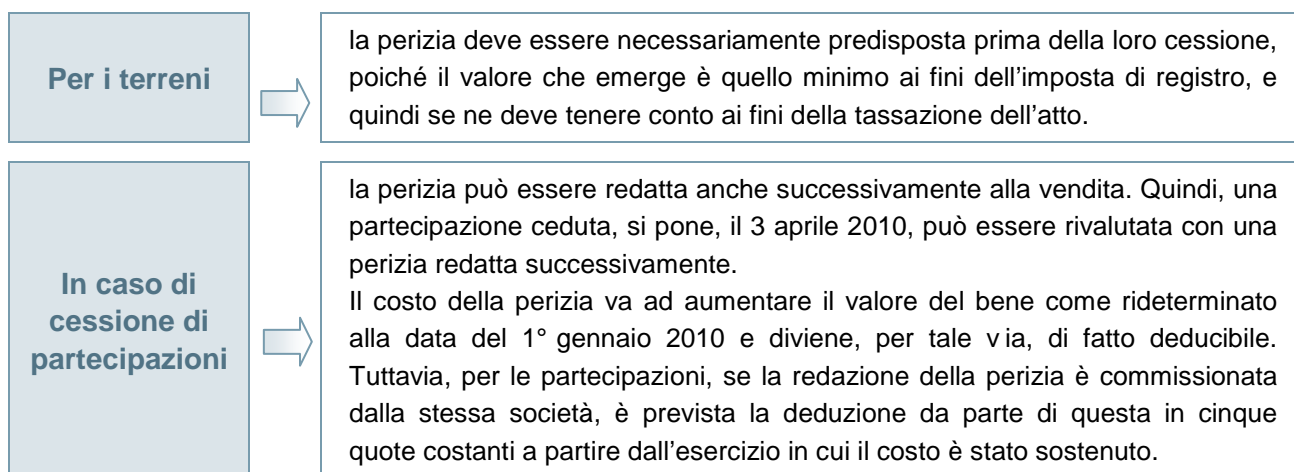 Per i terreni
la perizia deve essere necessariamente predisposta prima della loro cessione,
poiché il valore che emerge è quello minimo ai fini dell'imposta di registro, e
quindi se ne deve tenere conto ai fini della tassazione dell'atto.
In caso di
cessione di
partecipazioni
la perizia può essere redatta anche successivamente alla vendita. Quindi, una
partecipazione ceduta, si pone, il 3 aprile 2010, può essere rivalutata con una
perizia redatta successivamente.
Il costo della perizia va ad aumentare il valore del bene come rideterminato
alla data del 1° gennaio 2010 e diviene, per tale via, di fatto deducibile.
Tuttavia, per le partecipazioni, se la redazione della perizia è commissionata
dalla stessa società, è prevista la deduzione da parte di questa in cinque
quote costanti a partire dall'esercizio in cui il costo è stato sostenuto.